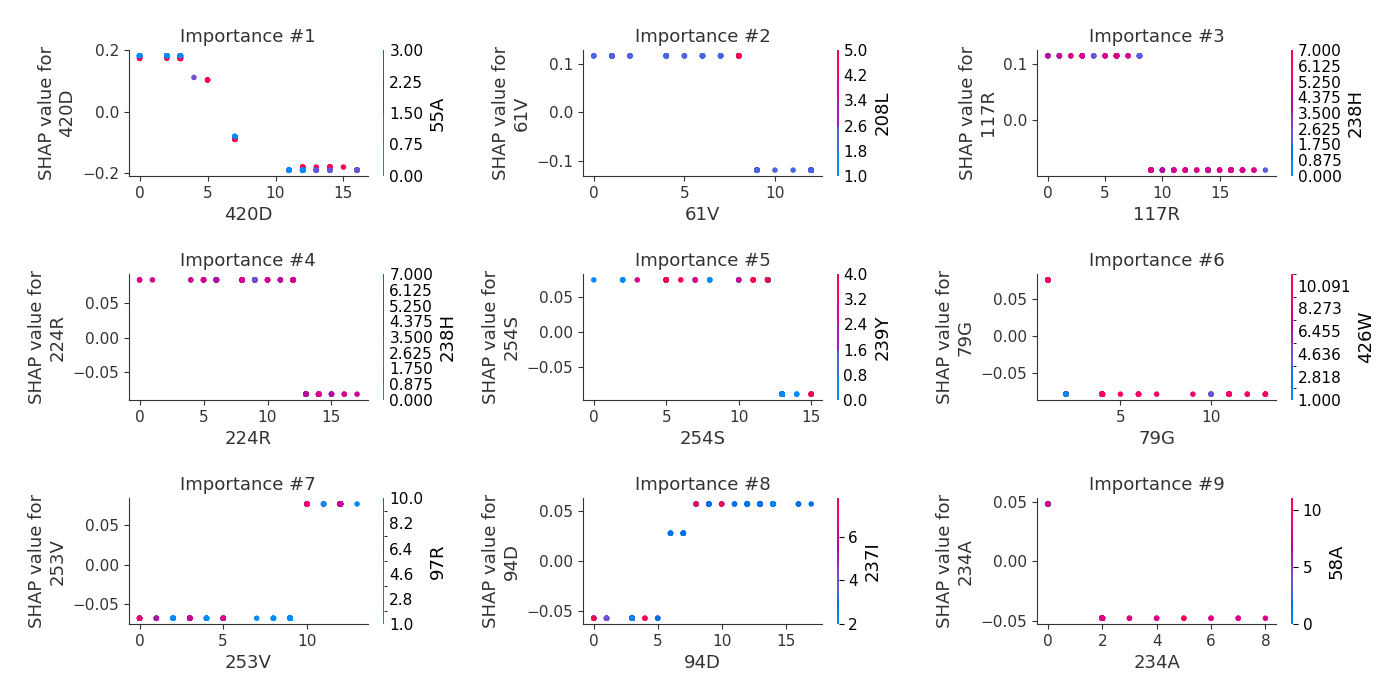 Importance #1
SHAP value for
420D
0.2
0.0
−0.2
0
5
10
15
420D
3.00
2.25
1.50
0.75
0.00
55A
Importance #2
SHAP value for
61V
0.1
0.0
−0.1
0
5
10
61V
5.0
4.2
3.4
2.6
1.8
1.0
208L
Importance #3
SHAP value for
117R
0.1
0.0
0
5
10
15
117R
7.000
6.125
5.250
4.375
3.500
2.625
1.750
0.875
0.000
238H
Importance #4
SHAP value for
224R
0.05
0.00
−0.05
0
5
10
15
224R
7.000
6.125
5.250
4.375
3.500
2.625
1.750
0.875
0.000
238H
Importance #5
SHAP value for
254S
0.05
0.00
−0.05
0
5
10
15
254S
4.0
3.2
2.4
1.6
0.8
0.0
239Y
Importance #6
SHAP value for
79G
0.05
0.00
−0.05
5
10
79G
10.091
8.273
6.455
4.636
2.818
1.000
426W
Importance #7
SHAP value for
253V
0.05
0.00
−0.05
0
5
10
253V
10.0
8.2
6.4
4.6
2.8
1.0
97R
Importance #8
SHAP value for
94D
0.05
0.00
−0.05
0
5
10
15
94D
6
4
2
237I
Importance #9
SHAP value for
234A
0.05
0.00
−0.05
0
2
4
6
8
234A
10
5
0
58A